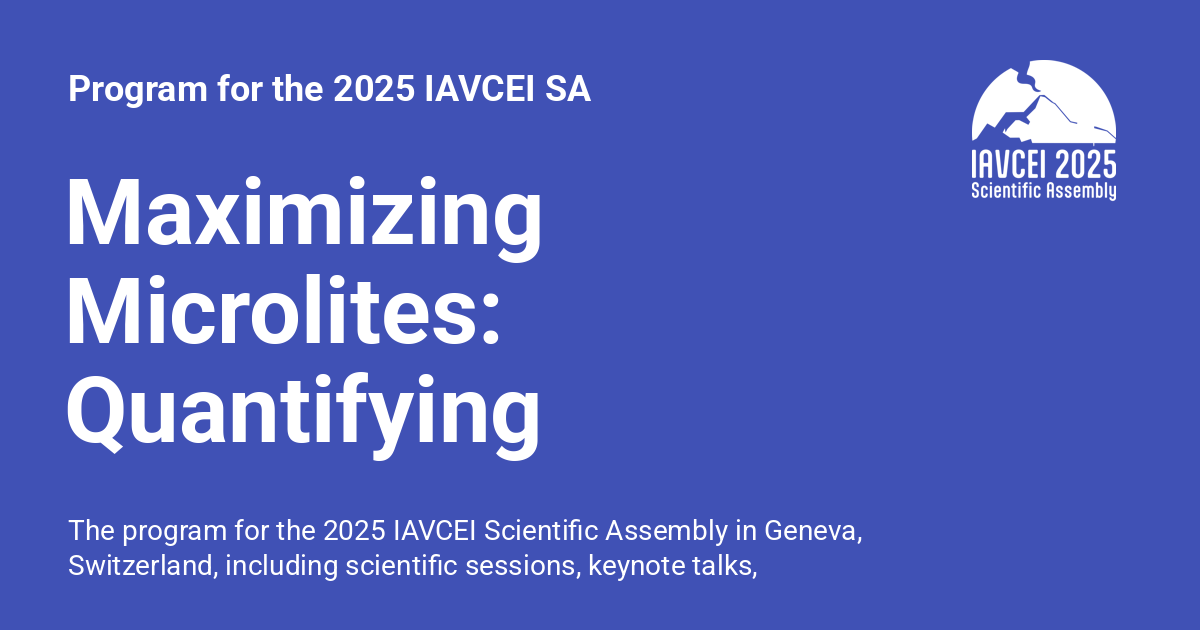 Program for the 2025 IAVCEI SA
IAVCEI 2025
Scientific Assembly
Maximizing
Microlites:
Quantifying
The program for the 2025 IAVCEI Scientific Assembly in Geneva,
Switzerland, including scientific sessions, keynote talks,